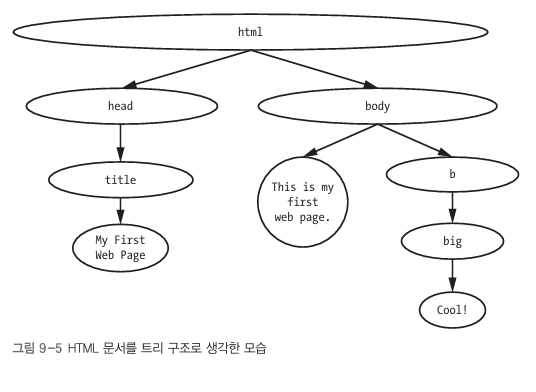 html
head
body
title
This is my
first
web page.
b
My First
Web Page
big
Cool!
그림 9-5 HTML 문서를 트리 구조로 생각한 모습